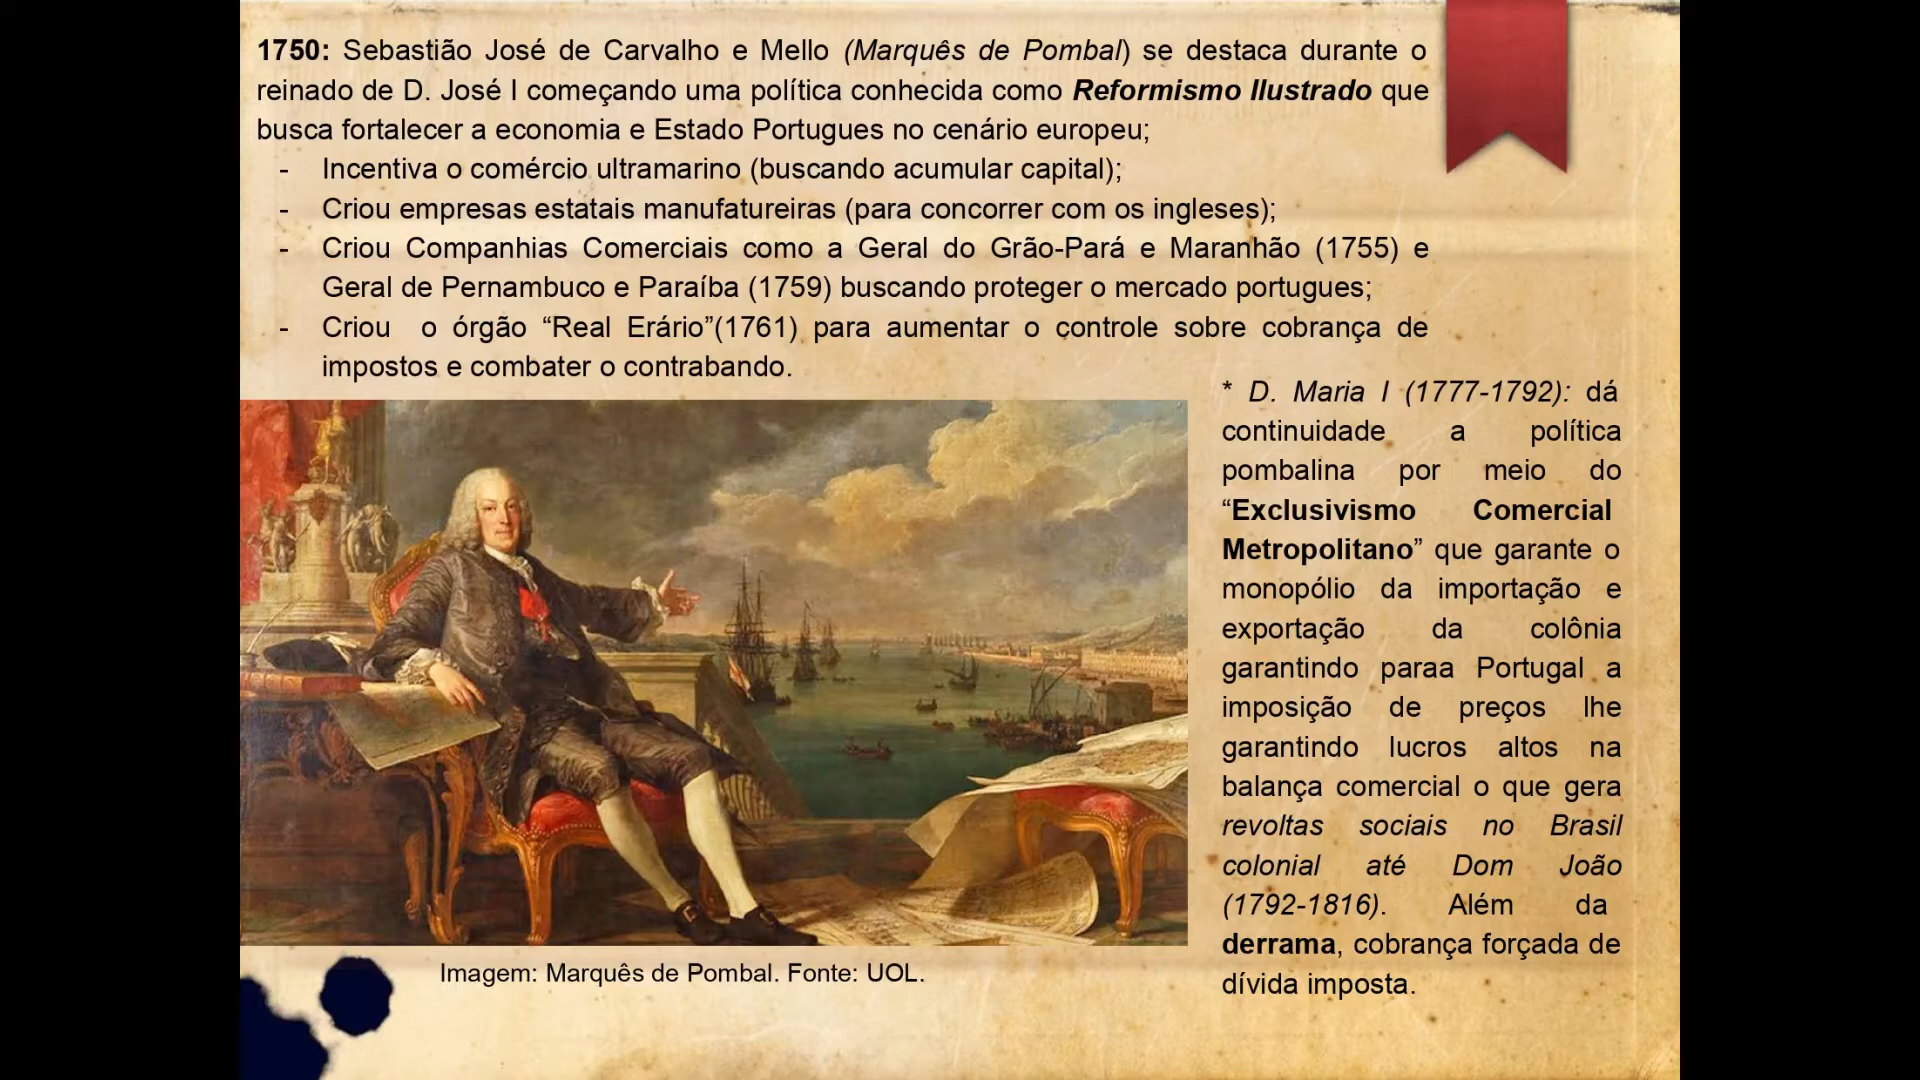 1750: Sebastião José de Carvalho e Mello (Marquês de Pombal) se destaca durante o
reinado de D. José I começando uma política conhecida como Reformismo Ilustrado que
busca fortalecer a economia e Estado Portugues no cenário europeu;
- Incentiva o comércio ultramarino (buscando acumular capital);
- Criou empresas estatais manufatureiras (para concorrer com os ingleses);
- Criou Companhias Comerciais como a Geral do Grão-Pará e Maranhão (1755) e
Geral de Pernambuco e Paraíba (1759) buscando proteger o mercado portugues;
- Criou o órgão “Real Erário”(1761) para aumentar o controle sobre cobrança de
impostos e combater o contrabando.
* D. Maria I (1777-1792): dá
continuidade a política
pombalina por meio do
“Exclusivismo Comercial
Metropolitano” que garante o
monopólio da importação e
exportação da colônia
garantindo paraa Portugal a
imposição de preços lhe
garantindo lucros altos na
balança comercial o que gera
revoltas sociais no Brasil
colonial até Dom João
(1792-1816). Além da
derrama, cobrança forçada de
dívida imposta.
Imagem: Marquês de Pombal. Fonte: UOL.